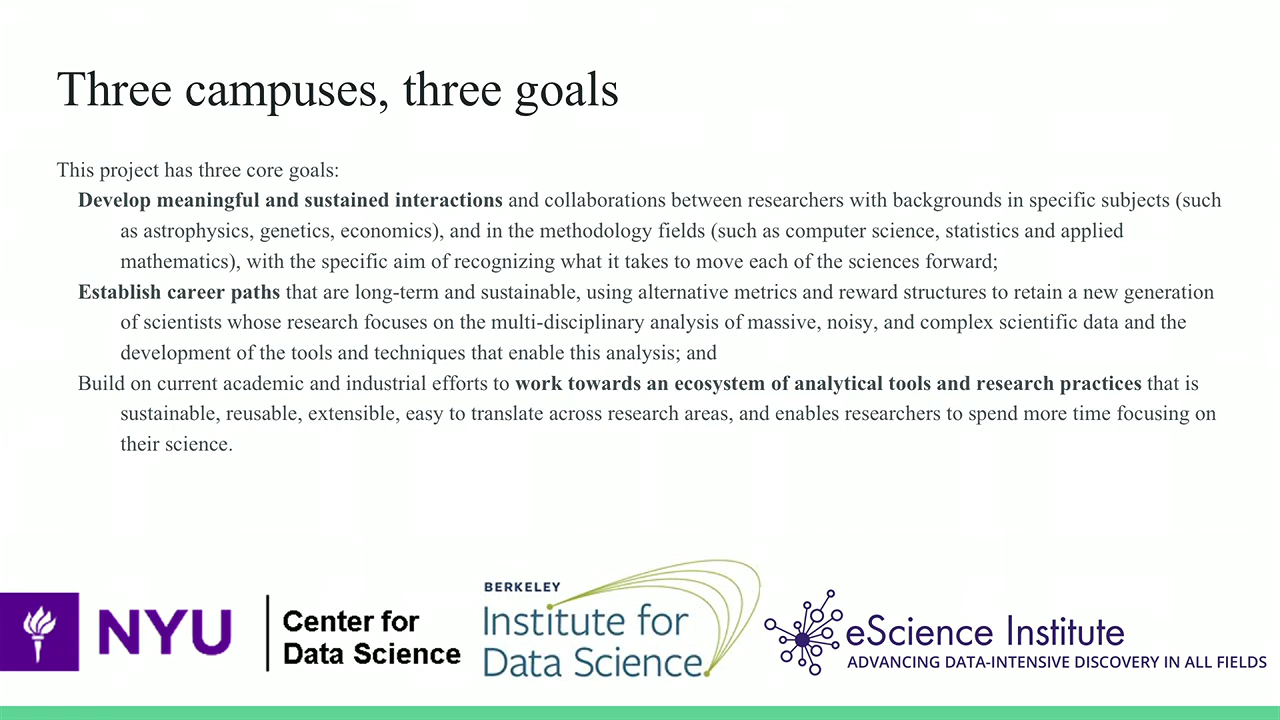 Three campuses, three goals
This project has three core goals:
Develop meaningful and sustained interactions and collaborations between researchers with backgrounds in specific subjects (such
as astrophysics, genetics, economics), and in the methodology fields (such as computer science, statistics and applied
mathematics), with the specific aim of recognizing what it takes to move each of the sciences forward;
Establish career paths that are long-term and sustainable, using alternative metrics and reward structures to retain a new generation
of scientists whose research focuses on the multi-disciplinary analysis of massive, noisy, and complex scientific data and the
development of the tools and techniques that enable this analysis; and
Build on current academic and industrial efforts to work towards an ecosystem of analytical tools and research practices that is
sustainable, reusable, extensible, easy to translate across research areas, and enables researchers to spend more time focusing on
their science.
NYU
Center for
Data Science
BERKELEY
Institute for
Data Science
eScience Institute
ADVANCING DATA-INTENSIVE DISCOVERY IN ALL FIELDS